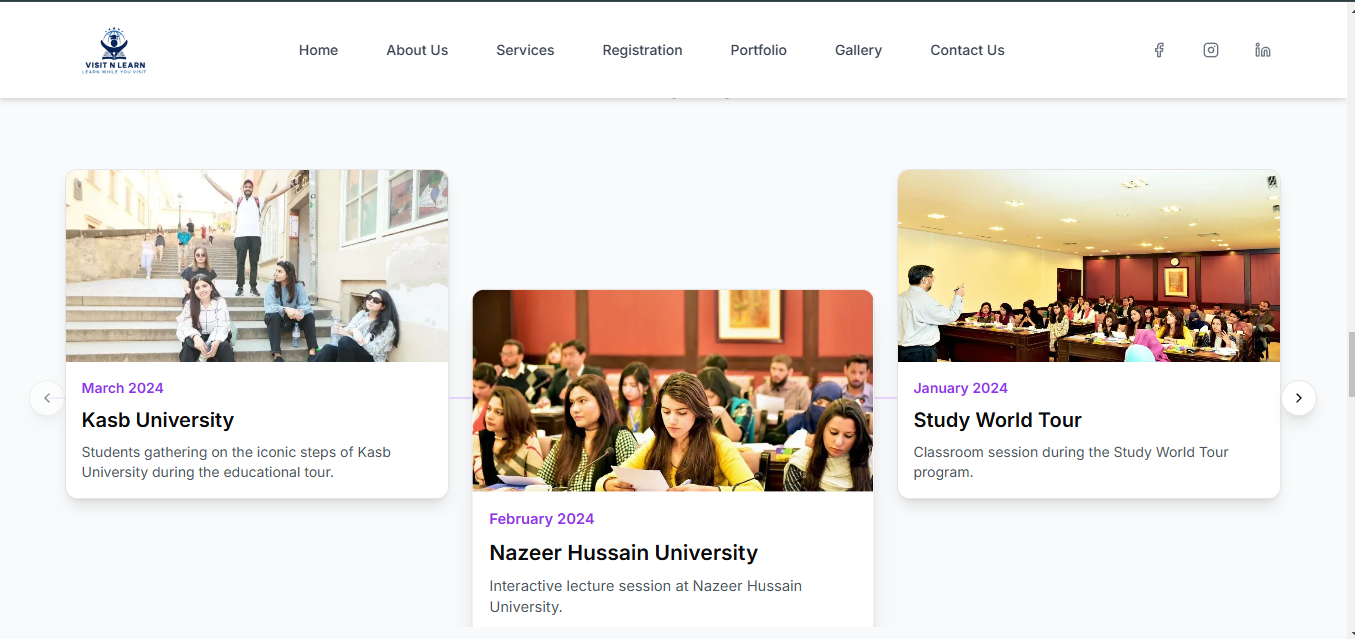 VISIT N LEARN
LEARN WHILE YOU VISIT
Home
About Us
Services
Registration
Portfolio
Gallery
Contact Us
March 2024
Kasb University
Students gathering on the iconic steps of Kasb
University during the educational tour.
February 2024
Nazeer Hussain University
Interactive lecture session at Nazeer Hussain
University.
January 2024
Study World Tour
Classroom session during the Study World Tour
program.